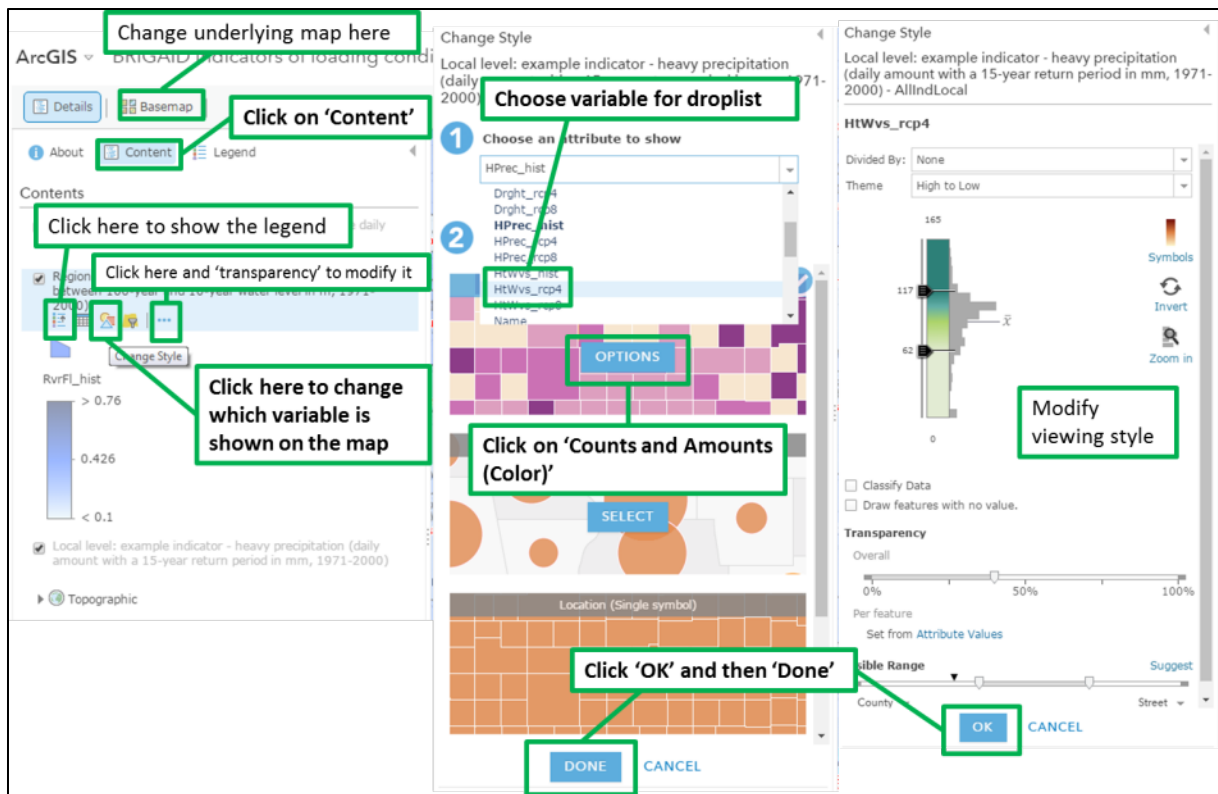 Change underlying map here
ArcGIS
BRIGAID Indicators of loading condi
Details
Basemap
Click on 'Content'
About
Content
Legend
Contents
daily
Click here to show the legend
Click here and 'transparency' to modify it
Region
between 100-year and 10-year water level in m, 1971-
2000)
Change Style
RvrFl_hist
> 0.76
0.426
< 0.1
Click here to change
which variable is
shown on the map
Local level: example indicator - heavy precipitation (daily
amount with a 15-year return period in mm, 1971-2000)
Topographic
Change Style
Local level: example indicator - heavy precipitation
(daily
1971-
2000)
Choose variable for droplist
1
Choose an attribute to show
HPrec_hist
Drght_rcp4
Drght_rcp8
HPrec_hist
HPrec_rcp4
HPrec_rcp8
HtWvs_hist
HtWvs_rcp4
HtWvs_rcp8
Name
2
OPTIONS
Click on 'Counts and Amounts
(Color)'
SELECT
Location (Single symbol)
Click 'OK' and then 'Done'
DONE
CANCEL
Change Style
Local level: example indicator - heavy precipitation
(daily amount with a 15-year return period in mm, 1971-
2000) - AllIndLocal
HtWvs_rcp4
Divided By:
None
Theme
High to Low
165
117
x̄
62
0
Symbols
Invert
Zoom in
Modify
viewing style
Classify Data
Draw features with no value.
Transparency
Overall
0%
50%
100%
Per feature
Set from Attribute Values
sible Range
Suggest
County
Street
OK
CANCEL